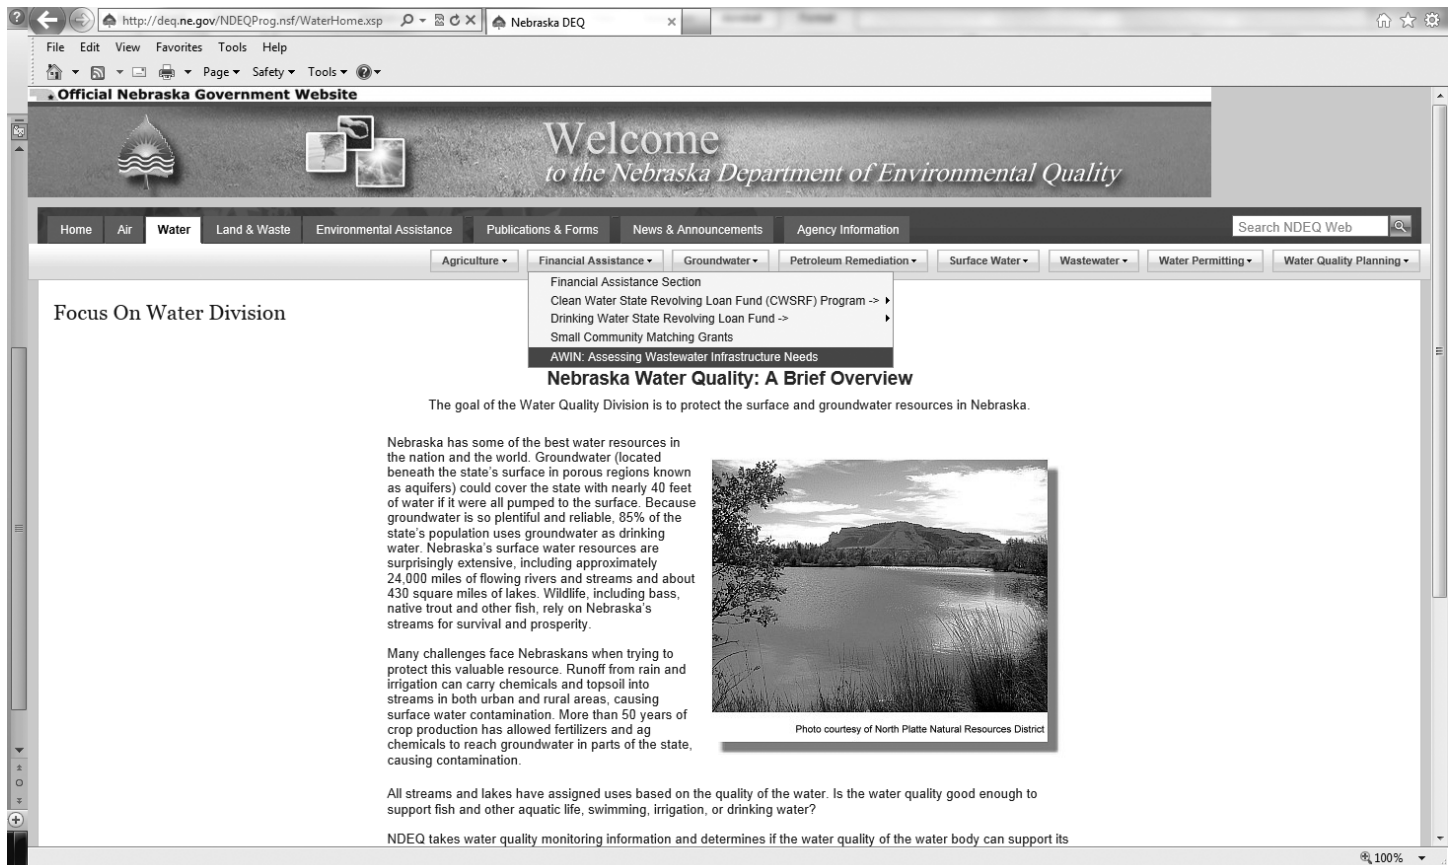 http://deq.ne.gov/NDEQProg.nsf/WaterHome.xsp
Nebraska DEQ
File Edit View Favorites Tools Help
Page Safety Tools
Official Nebraska Government Website
Welcome
to the Nebraska Department of Environmental Quality
Home Air Water Land & Waste Environmental Assistance Publications & Forms News & Announcements Agency Information Search NDEQ Web
Agriculture Financial Assistance Groundwater Petroleum Remediation Surface Water Wastewater Water Permitting Water Quality Planning
Financial Assistance Section
Clean Water State Revolving Loan Fund (CWSRF) Program ->
Drinking Water State Revolving Loan Fund ->
Small Community Matching Grants
AWIN: Assessing Wastewater Infrastructure Needs
Focus On Water Division
Nebraska Water Quality: A Brief Overview
The goal of the Water Quality Division is to protect the surface and groundwater resources in Nebraska.
Nebraska has some of the best water resources in
the nation and the world. Groundwater (located
beneath the state's surface in porous regions known
as aquifers) could cover the state with nearly 40 feet
of water if it were all pumped to the surface. Because
groundwater is so plentiful and reliable, 85% of the
state's population uses groundwater as drinking
water. Nebraska's surface water resources are
surprisingly extensive, including approximately
24,000 miles of flowing rivers and streams and about
430 square miles of lakes. Wildlife, including bass,
native trout and other fish, rely on Nebraska's
streams for survival and prosperity.
Many challenges face Nebraskans when trying to
protect this valuable resource. Runoff from rain and
irrigation can carry chemicals and topsoil into
streams in both urban and rural areas, causing
surface water contamination. More than 50 years of
crop production has allowed fertilizers and ag
chemicals to reach groundwater in parts of the state,
causing contamination.
Photo courtesy of North Platte Natural Resources District
All streams and lakes have assigned uses based on the quality of the water. Is the water quality good enough to
support fish and other aquatic life, swimming, irrigation, or drinking water?
NDEQ takes water quality monitoring information and determines if the water quality of the water body can support its
100%